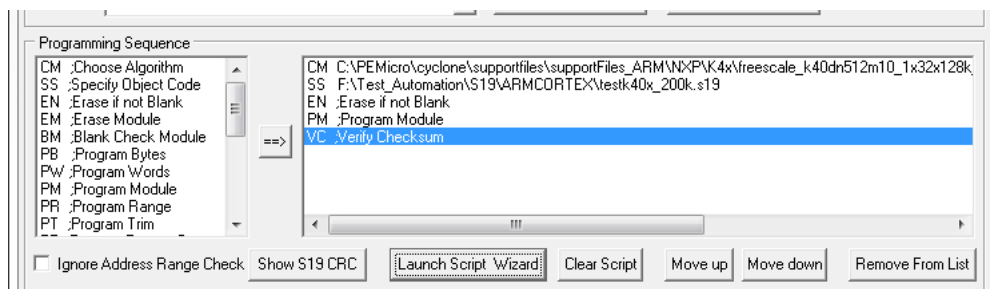 Programming Sequence
CM ;Choose Algorithm
SS ;Specify Object Code
EN ;Erase if not Blank
EM ;Erase Module
BM ;Blank Check Module
PB ;Program Bytes
PW ;Program Words
PM ;Program Module
PR ;Program Range
PT ;Program Trim
==>
CM C:\PEMicro\cyclone\supportfiles\supportFiles_ARM\NXP\K4x\freescale_k40dn512m10_1x32x128k_
SS F:\Test_Automation\S19\ARMCORTEX\testk40x_200k.s19
EN ;Erase if not Blank
PM ;Program Module
VC ;Verify Checksum
Ignore Address Range Check
Show S19 CRC
Launch Script Wizard
Clear Script
Move up
Move down
Remove From List